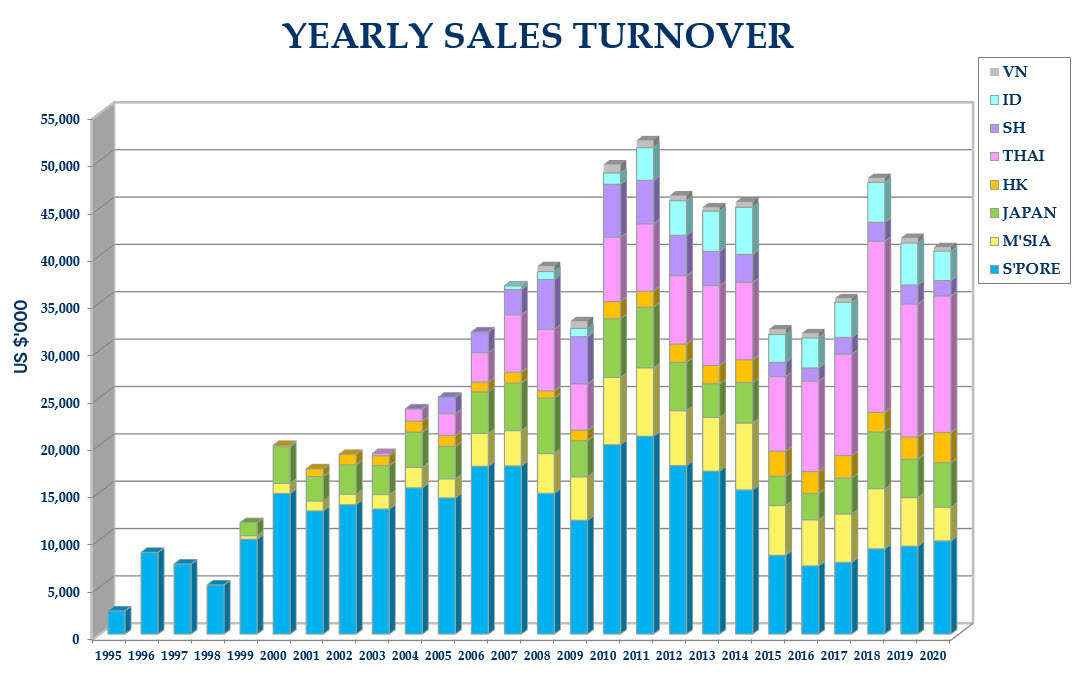 YEARLY SALES TURNOVER
VN
ID
SH
THAI
HK
JAPAN
M'SIA
S'PORE
US $'000
55,000
50,000
45,000
40,000
35,000
30,000
25,000
20,000
15,000
10,000
5,000
0
1995 1996 1997 1998 1999 2000 2001 2002 2003 2004 2005 2006 2007 2008 2009 2010 2011 2012 2013 2014 2015 2016 2017 2018 2019 2020